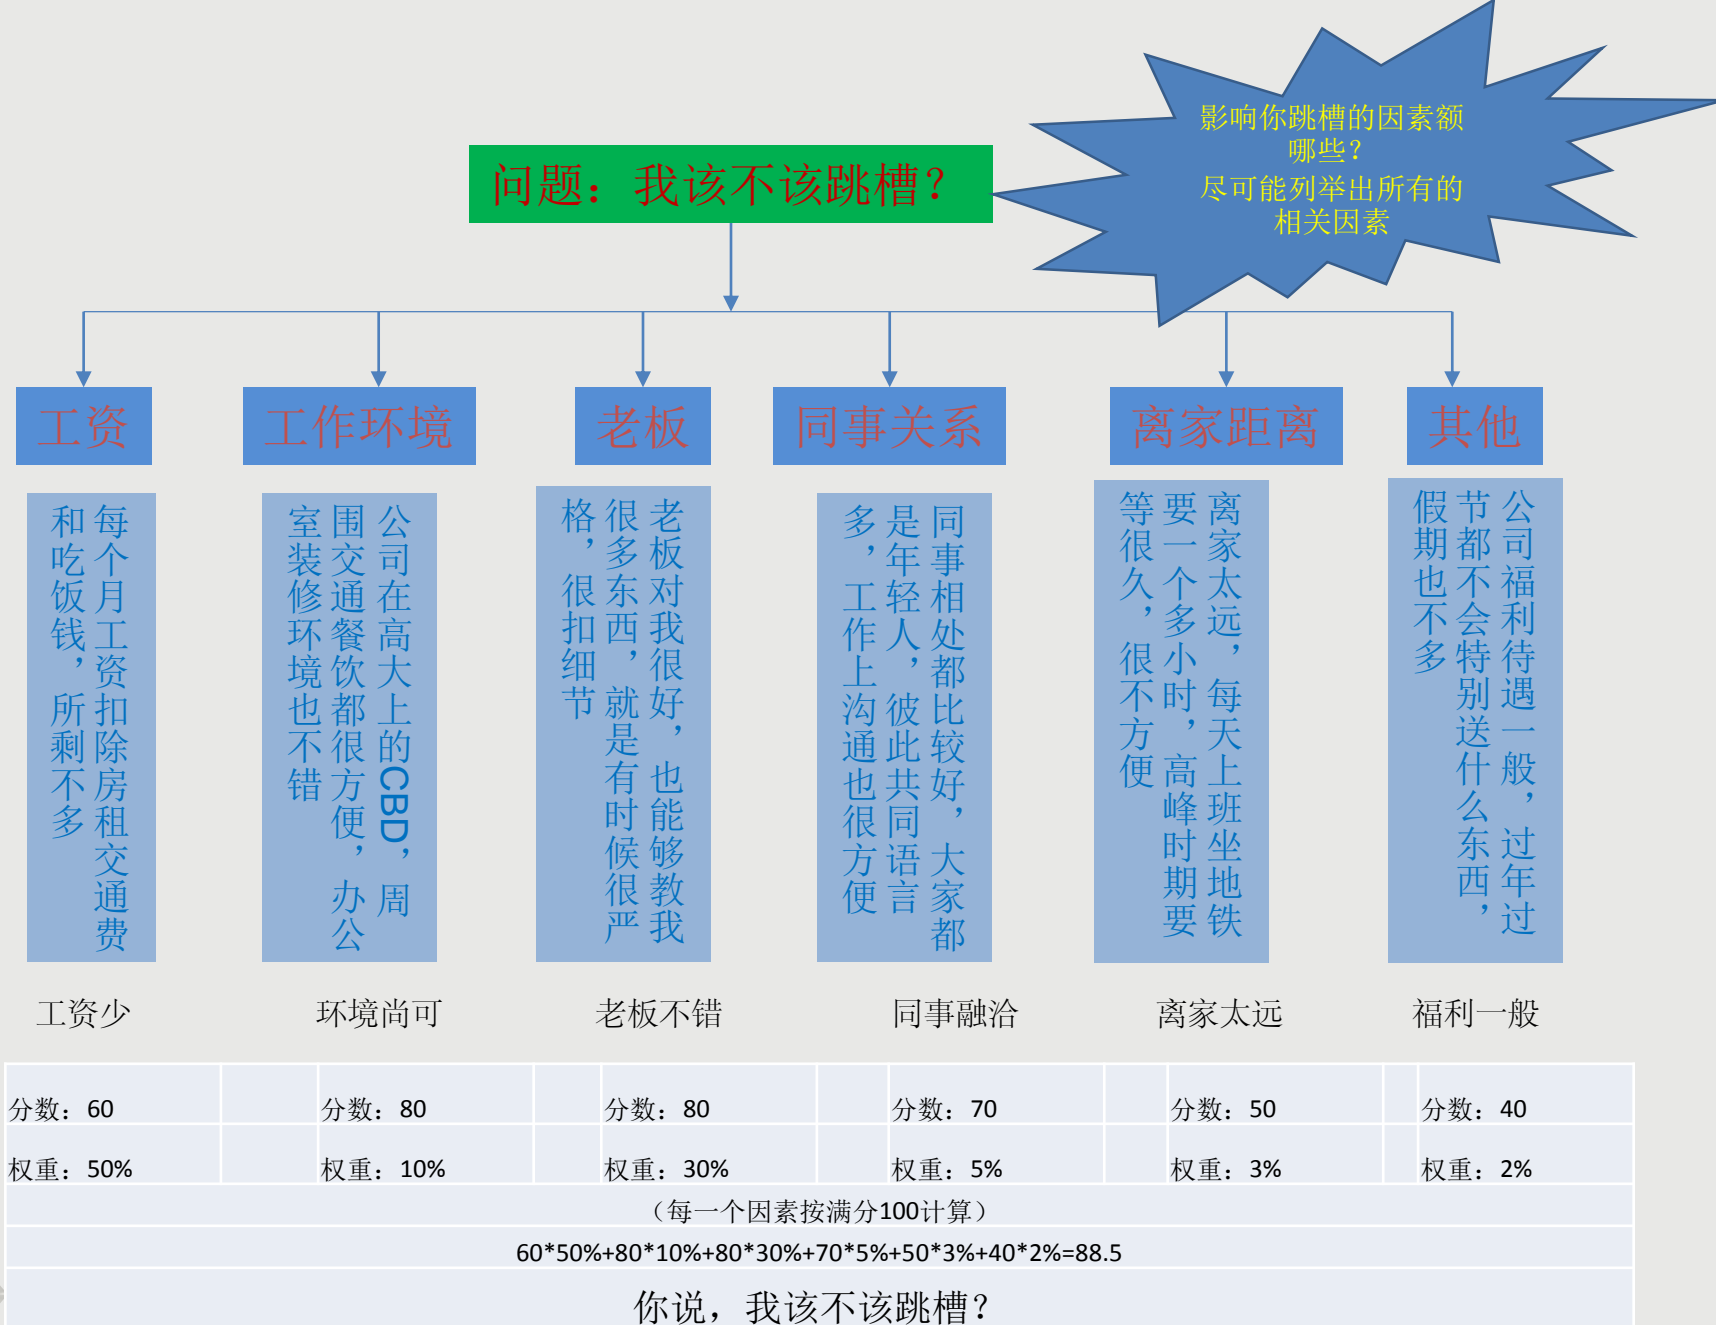 影响你跳槽的因素额
哪些？
尽可能列举出所有的
相关因素
问题：我该不该跳槽？
工资
工作环境
老板
同事关系
离家距离
其他
每个月工资扣除房租交通费
和吃饭钱，所剩不多
公司在高大上的CBD，周
围交通餐饮都很方便，办公
室装修环境也不错
老板对我很好，也能够教我
很多东西，就是有时候很严
格，很扣细节
同事相处都比较好，大家都
是年轻人，彼此共同语言
多，工作上沟通也很方便
离家太远，每天上班坐地铁
要一个多小时，高峰时期要
等很久，很不方便
公司福利待遇一般，过年过
节都不会特别送什么东西，
假期也不多
工资少
环境尚可
老板不错
同事融洽
离家太远
福利一般
分数：60
分数：80
分数：80
分数：70
分数：50
分数：40
权重：50%
权重：10%
权重：30%
权重：5%
权重：3%
权重：2%
（每一个因素按满分100计算）
60*50%+80*10%+80*30%+70*5%+50*3%+40*2%=88.5
你说，我该不该跳槽？